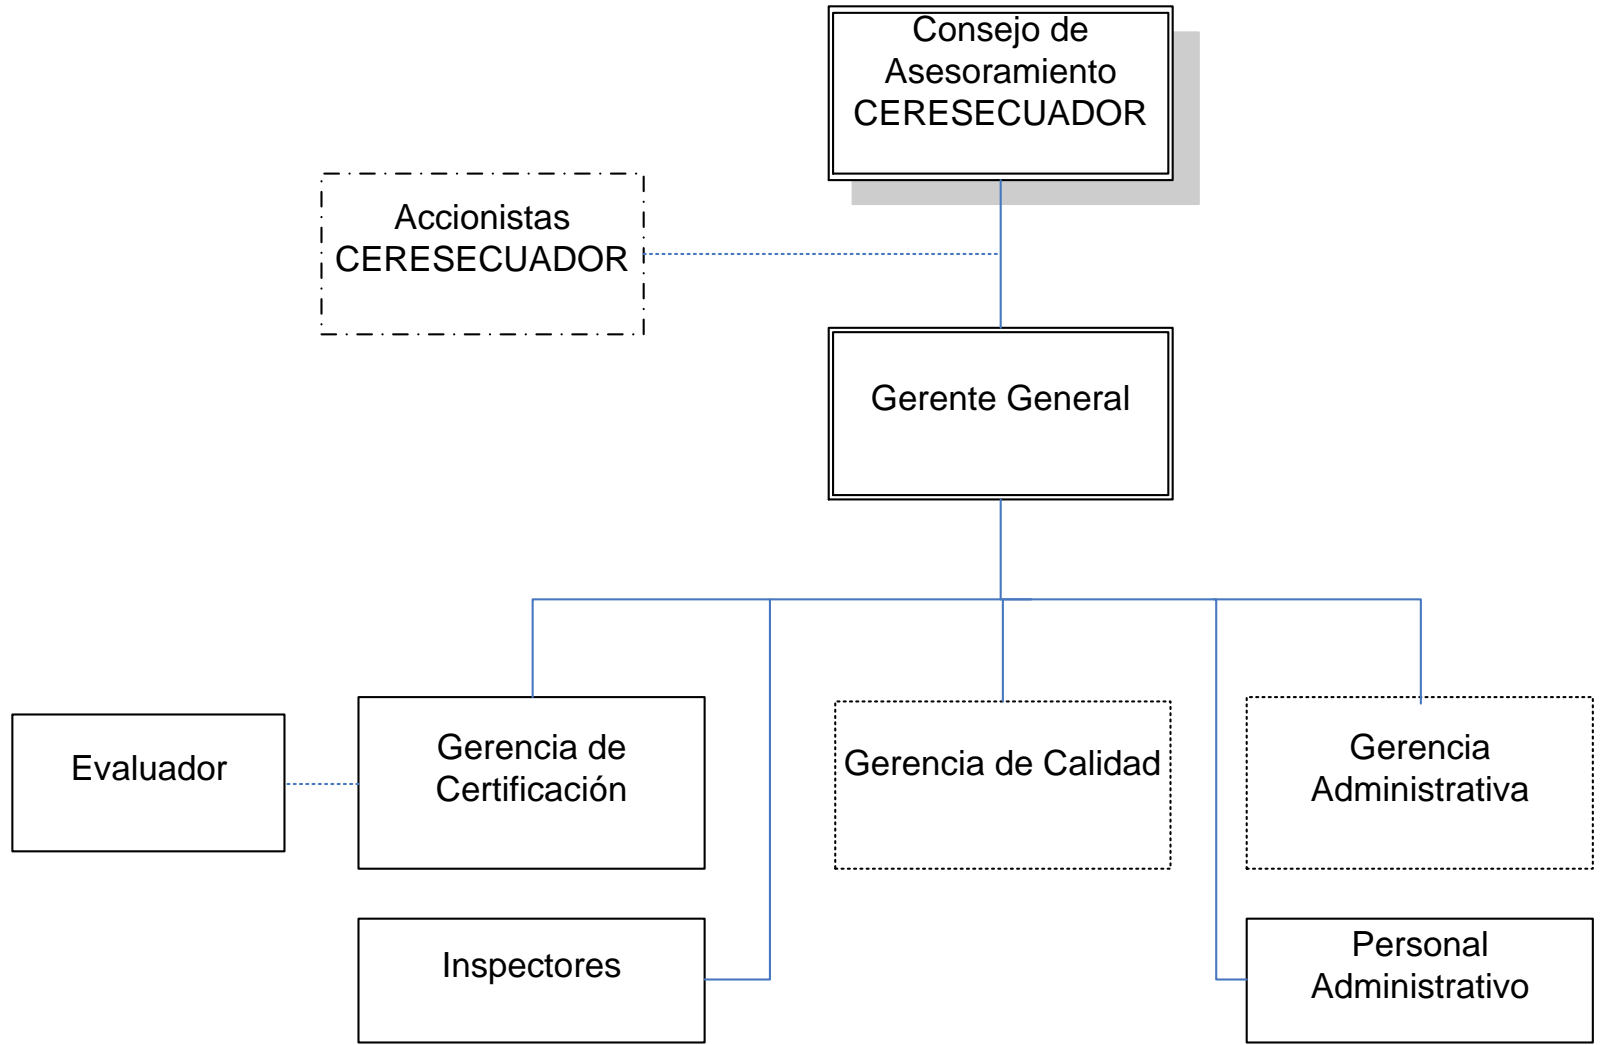 Consejo de
Asesoramiento
CERESECUADOR
Accionistas
CERESECUADOR
Gerente General
Evaluador
Gerencia de
Certificación
Gerencia de Calidad
Gerencia
Administrativa
Inspectores
Personal
Administrativo